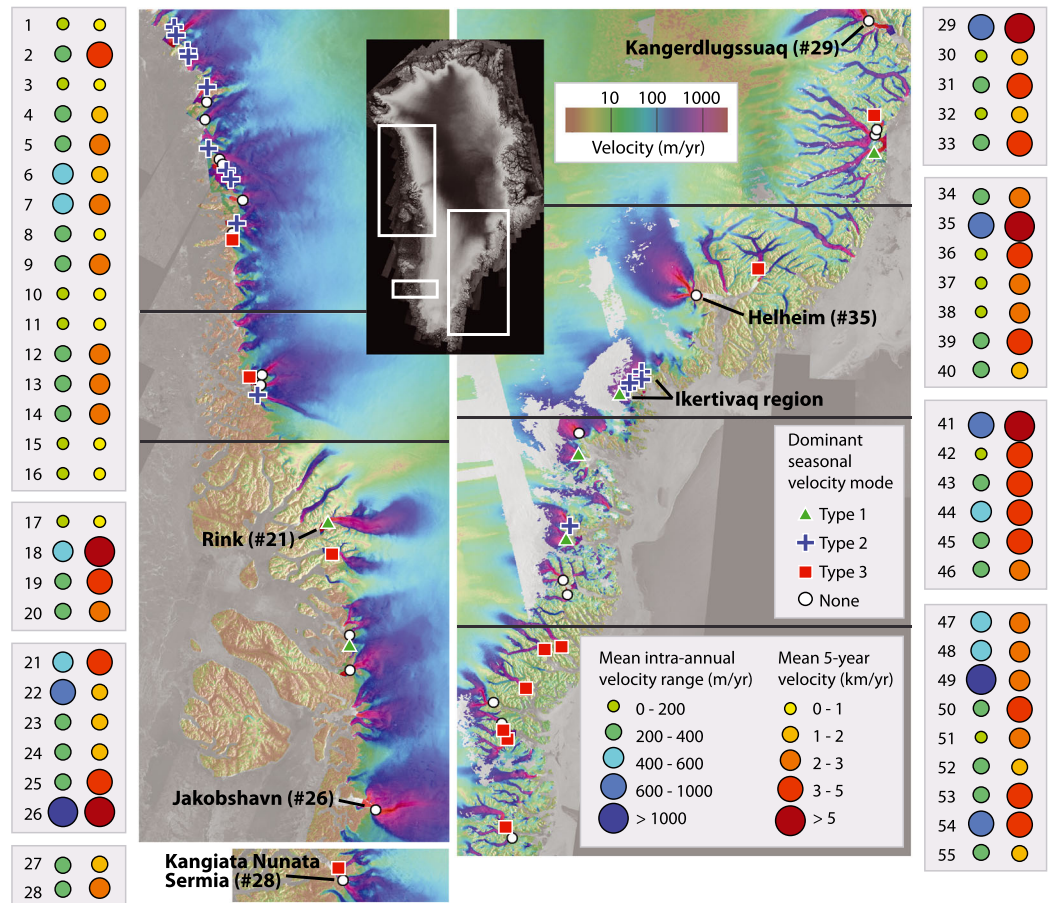 1
2
3
4
5
6
7
8
9
10
11
12
13
14
15
16
17
18
19
20
21
22
23
24
25
26
27
28
Rink (#21)
Jakobshavn (#26)
Kangiata Nunata
Sermia (#28)
Kangerdlugssuaq (#29)
10 100 1000
Velocity (m/yr)
Helheim (#35)
Ikertivaq region
Dominant
seasonal
velocity mode
Type 1
Type 2
Type 3
None
Mean intra-annual
velocity range (m/yr)
0 - 200
200 - 400
400 - 600
600 - 1000
> 1000
Mean 5-year
velocity (km/yr)
0 - 1
1 - 2
2 - 3
3 - 5
> 5
29
30
31
32
33
34
35
36
37
38
39
40
41
42
43
44
45
46
47
48
49
50
51
52
53
54
55